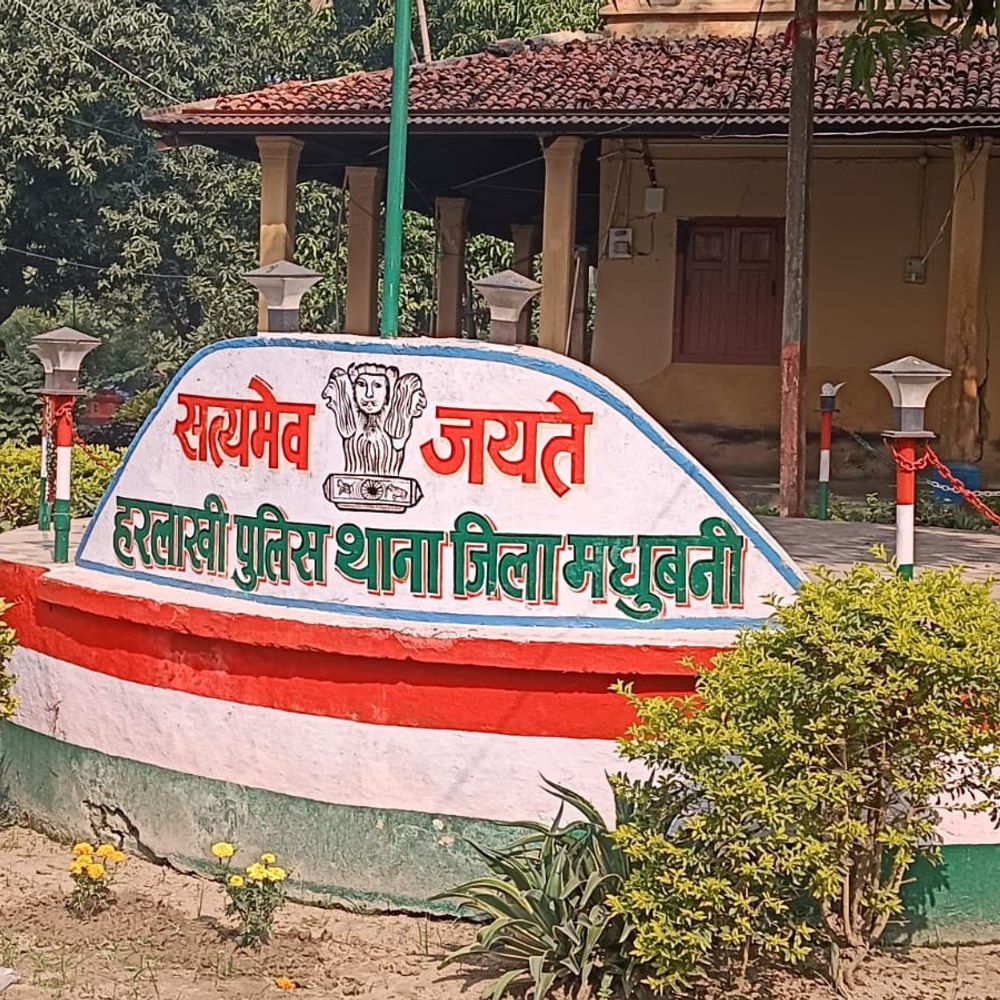 सत्यमेव जयते
हरलाखी पुलिस थाना जिला मधुबनी